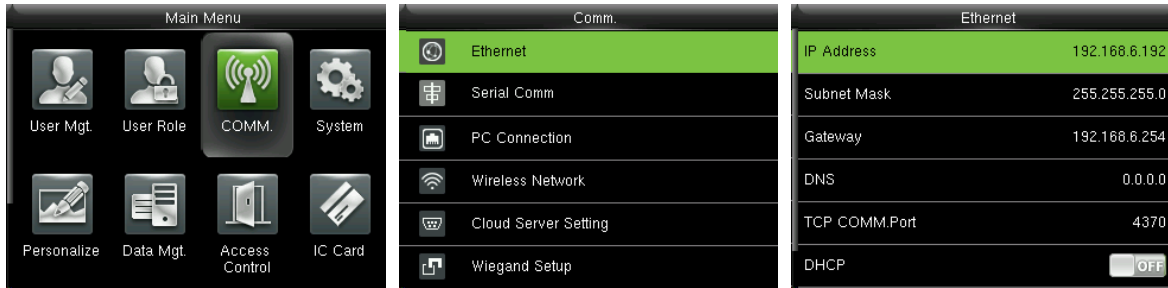 Main Menu
User Mgt.
User Role
COMM.
System
Personalize
Data Mgt.
Access
Control
IC Card
Comm.
Ethernet
Serial Comm
PC Connection
Wireless Network
Cloud Server Setting
Wiegand Setup
Ethernet
IP Address 192.168.6.192
Subnet Mask 255.255.255.0
Gateway 192.168.6.254
DNS 0.0.0.0
TCP COMM.Port 4370
DHCP OFF